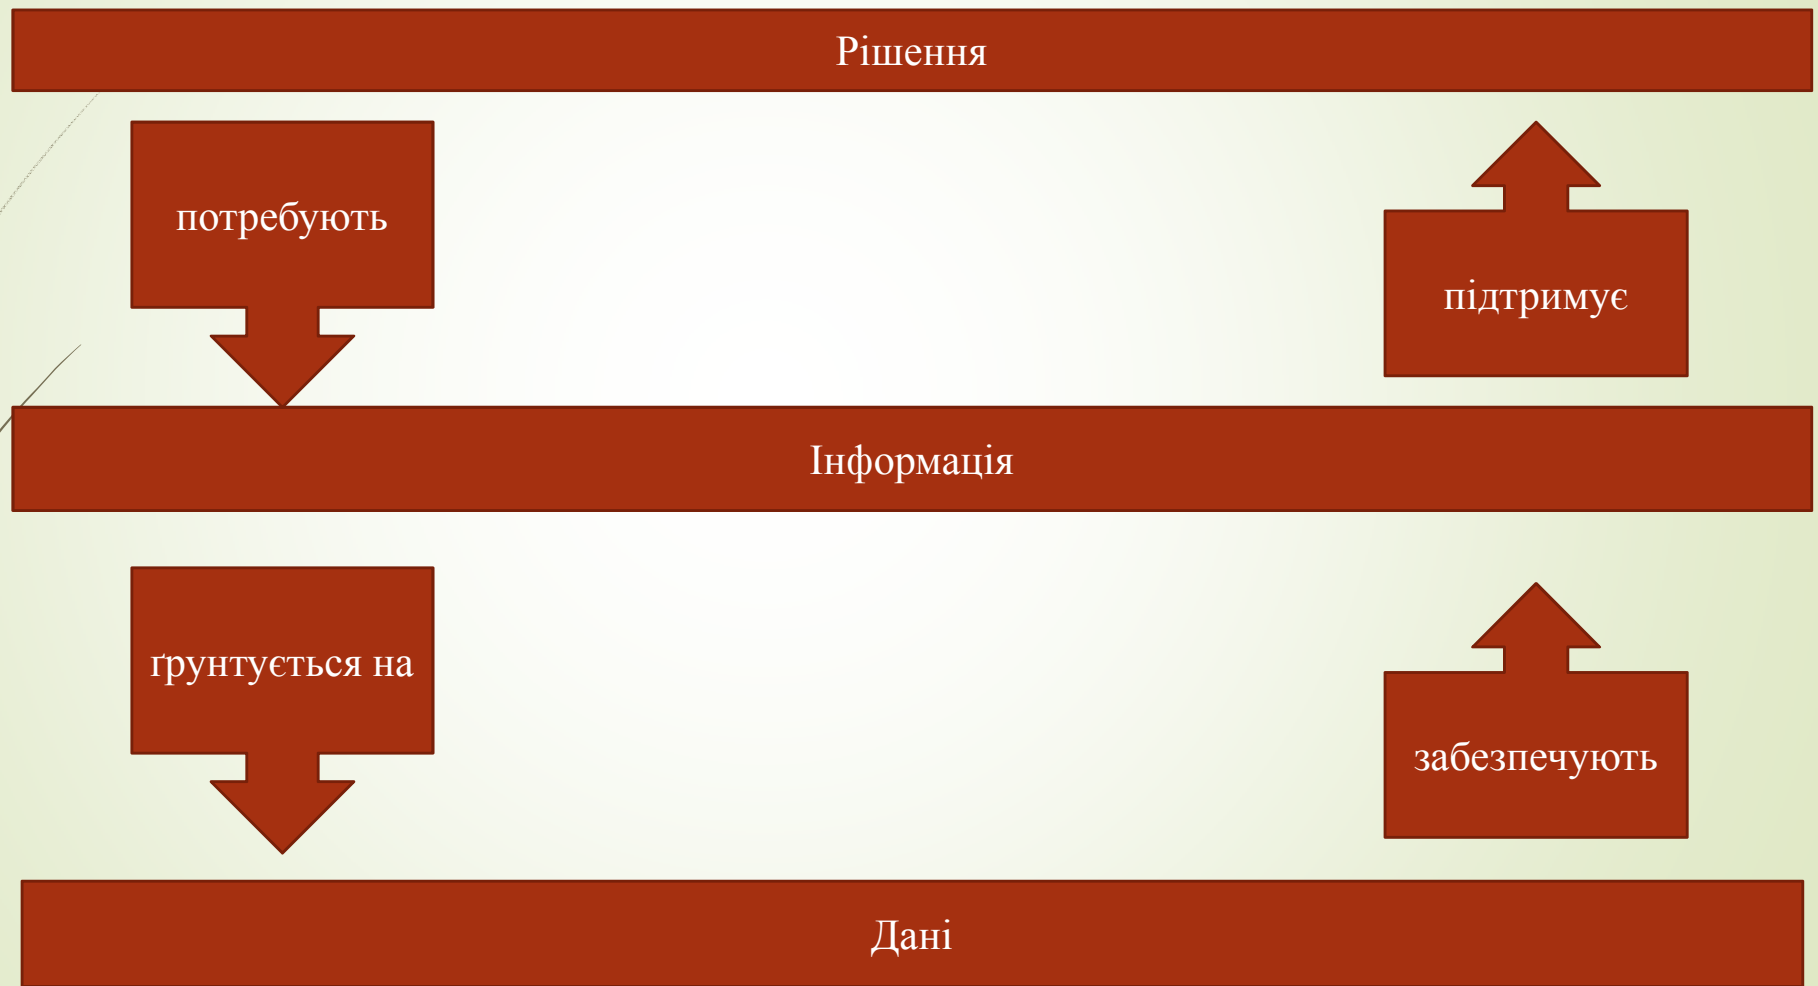 Рішення
потребують
підтримує
Інформація
ґрунтується на
забезпечують
Дані